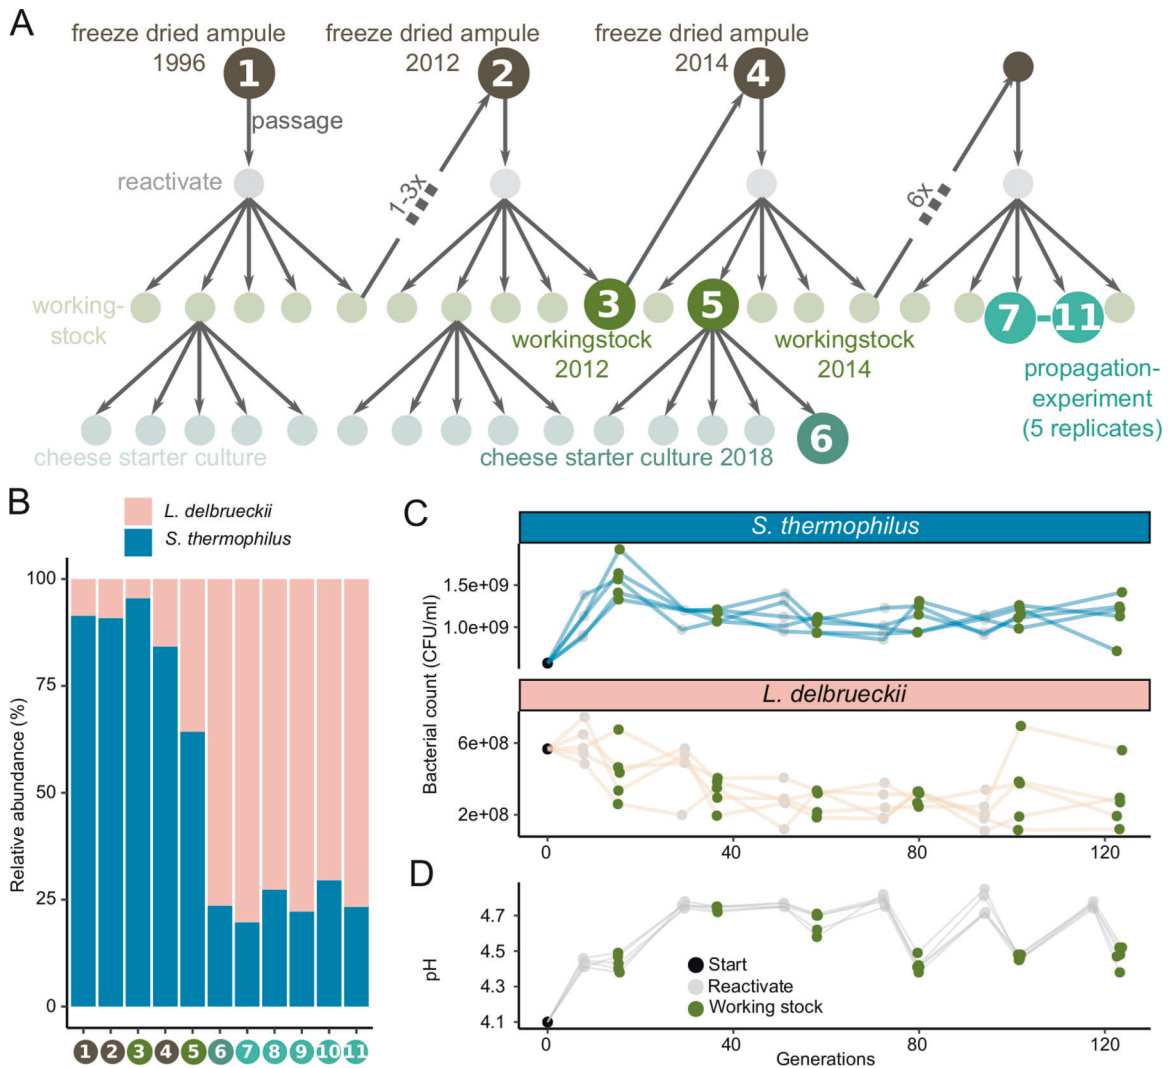 A
freeze dried ampule
1996
1
freeze dried ampule
2012
2
freeze dried ampule
2014
4
passage
reactivate
1-3x
6x
working-
stock
3
workingstock
2012
5
workingstock
2014
7-11
propagation-
experiment
(5 replicates)
cheese starter culture
cheese starter culture 2018
6
B
L. delbrueckii
S. thermophilus
Relative abundance (%)
100
75
50
25
0
1 2 3 4 5 6 7 8 9 10 11
C
S. thermophilus
Bacterial count (CFU/ml)
1.5e+09
1.0e+09
L. delbrueckii
6e+08
2e+08
0 40 80 120
D
pH
4.7
4.5
4.3
4.1
Start
Reactivate
Working stock
0 40 80 120
Generations